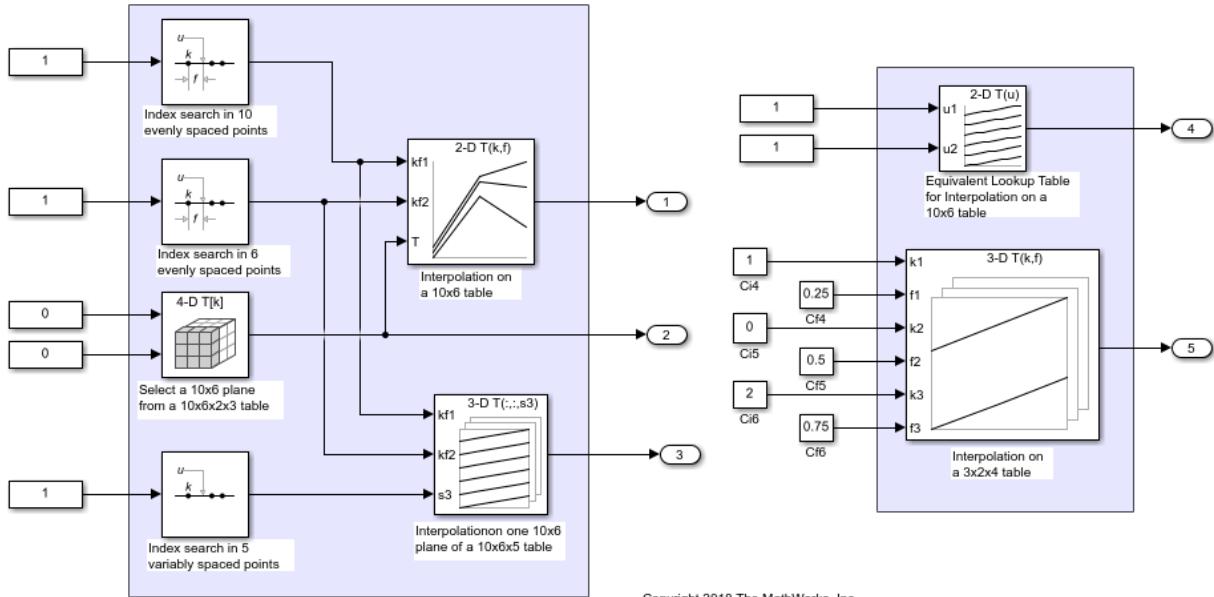 1
u
k
f
Index search in 10
evenly spaced points
1
u
k
f
Index search in 6
evenly spaced points
0
0
4-D T[k]
Select a 10x6 plane
from a 10x6x2x3 table
1
u
k
Index search in 5
variably spaced points
2-D T(k,f)
kf1
kf2
T
Interpolation on
a 10x6 table
3-D T(:,:,s3)
kf1
kf2
s3
Interpolationon one 10x6
plane of a 10x6x5 table
1
2
3
1
1
2-D T(u)
u1
u2
Equivalent Lookup Table
for Interpolation on a
10x6 table
4
1
Ci4
0.25
Cf4
0
Ci5
0.5
Cf5
2
Ci6
0.75
Cf6
3-D T(k,f)
k1
f1
k2
f2
k3
f3
Interpolation on
a 3x2x4 table
5
Copyright 2018 The MathWorks, Inc